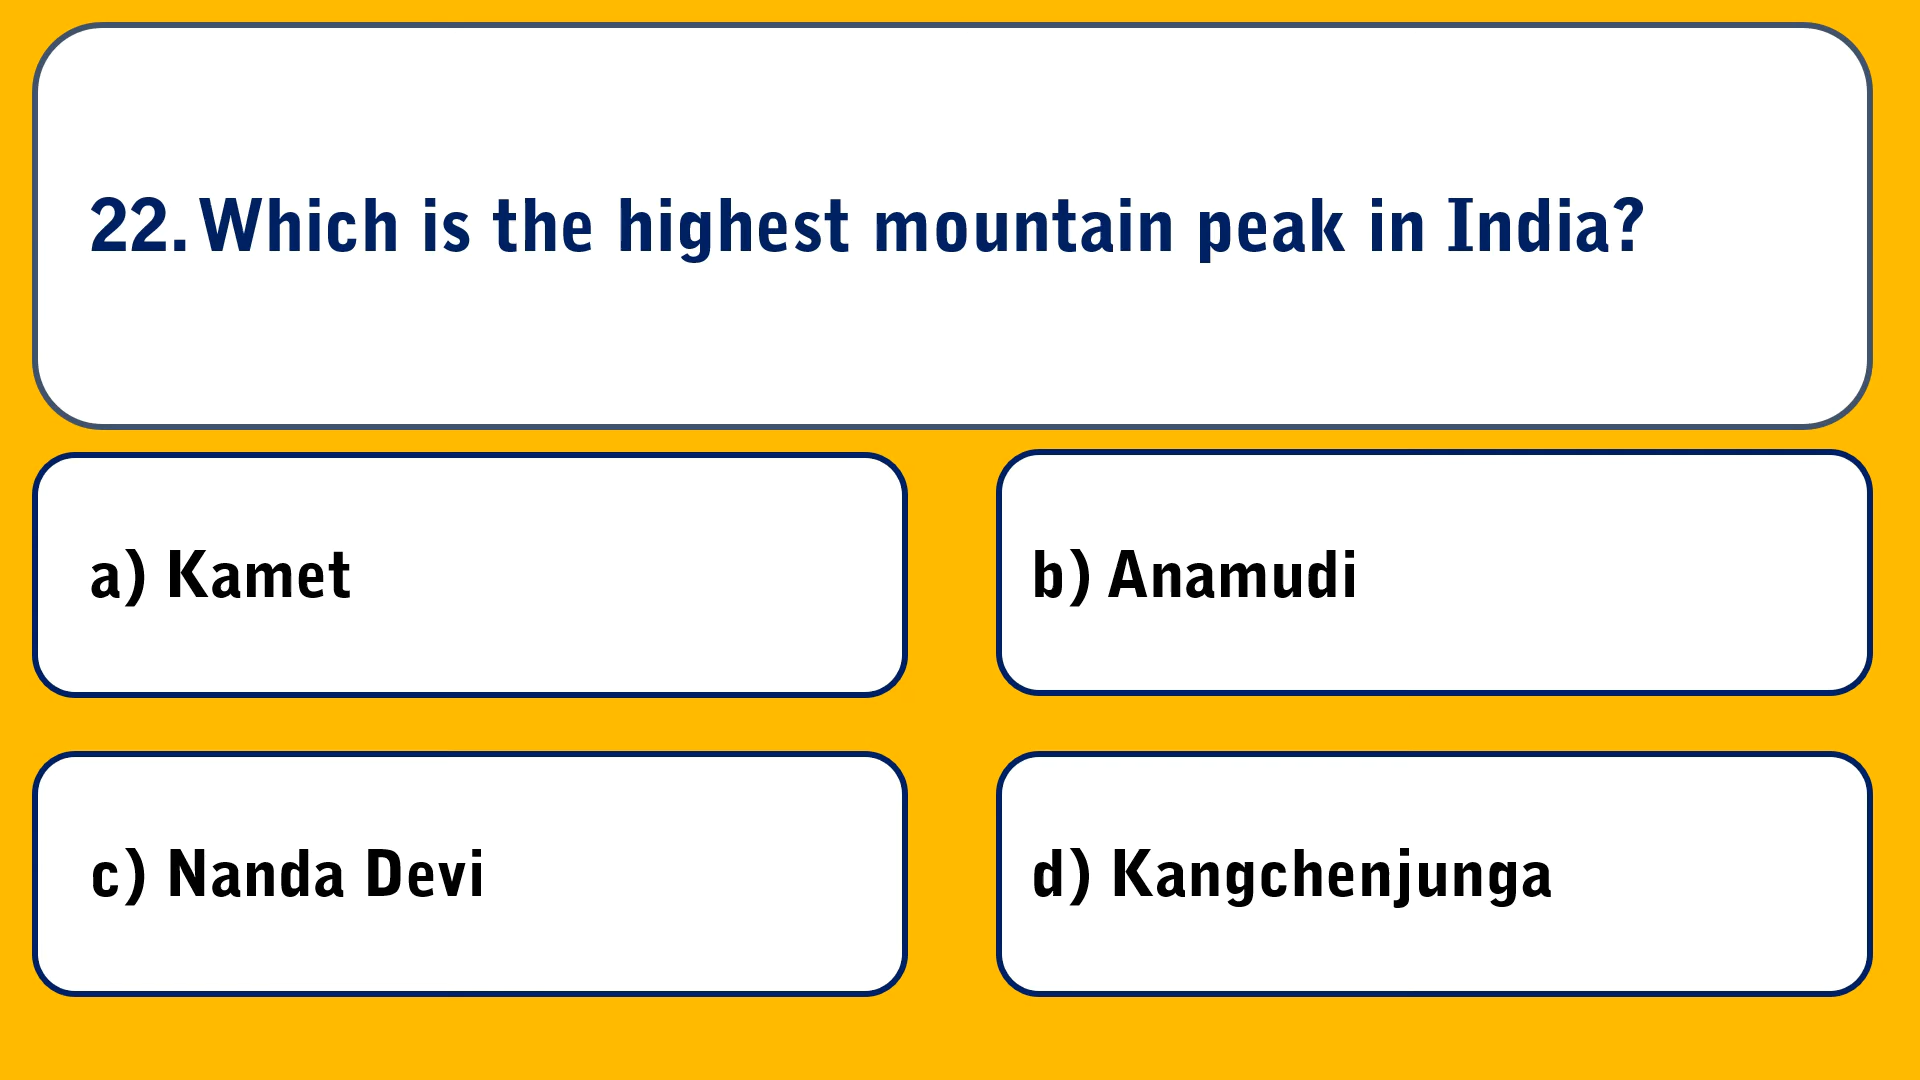 22. Which is the highest mountain peak in India?
a) Kamet
b) Anamudi
c) Nanda Devi
d) Kangchenjunga